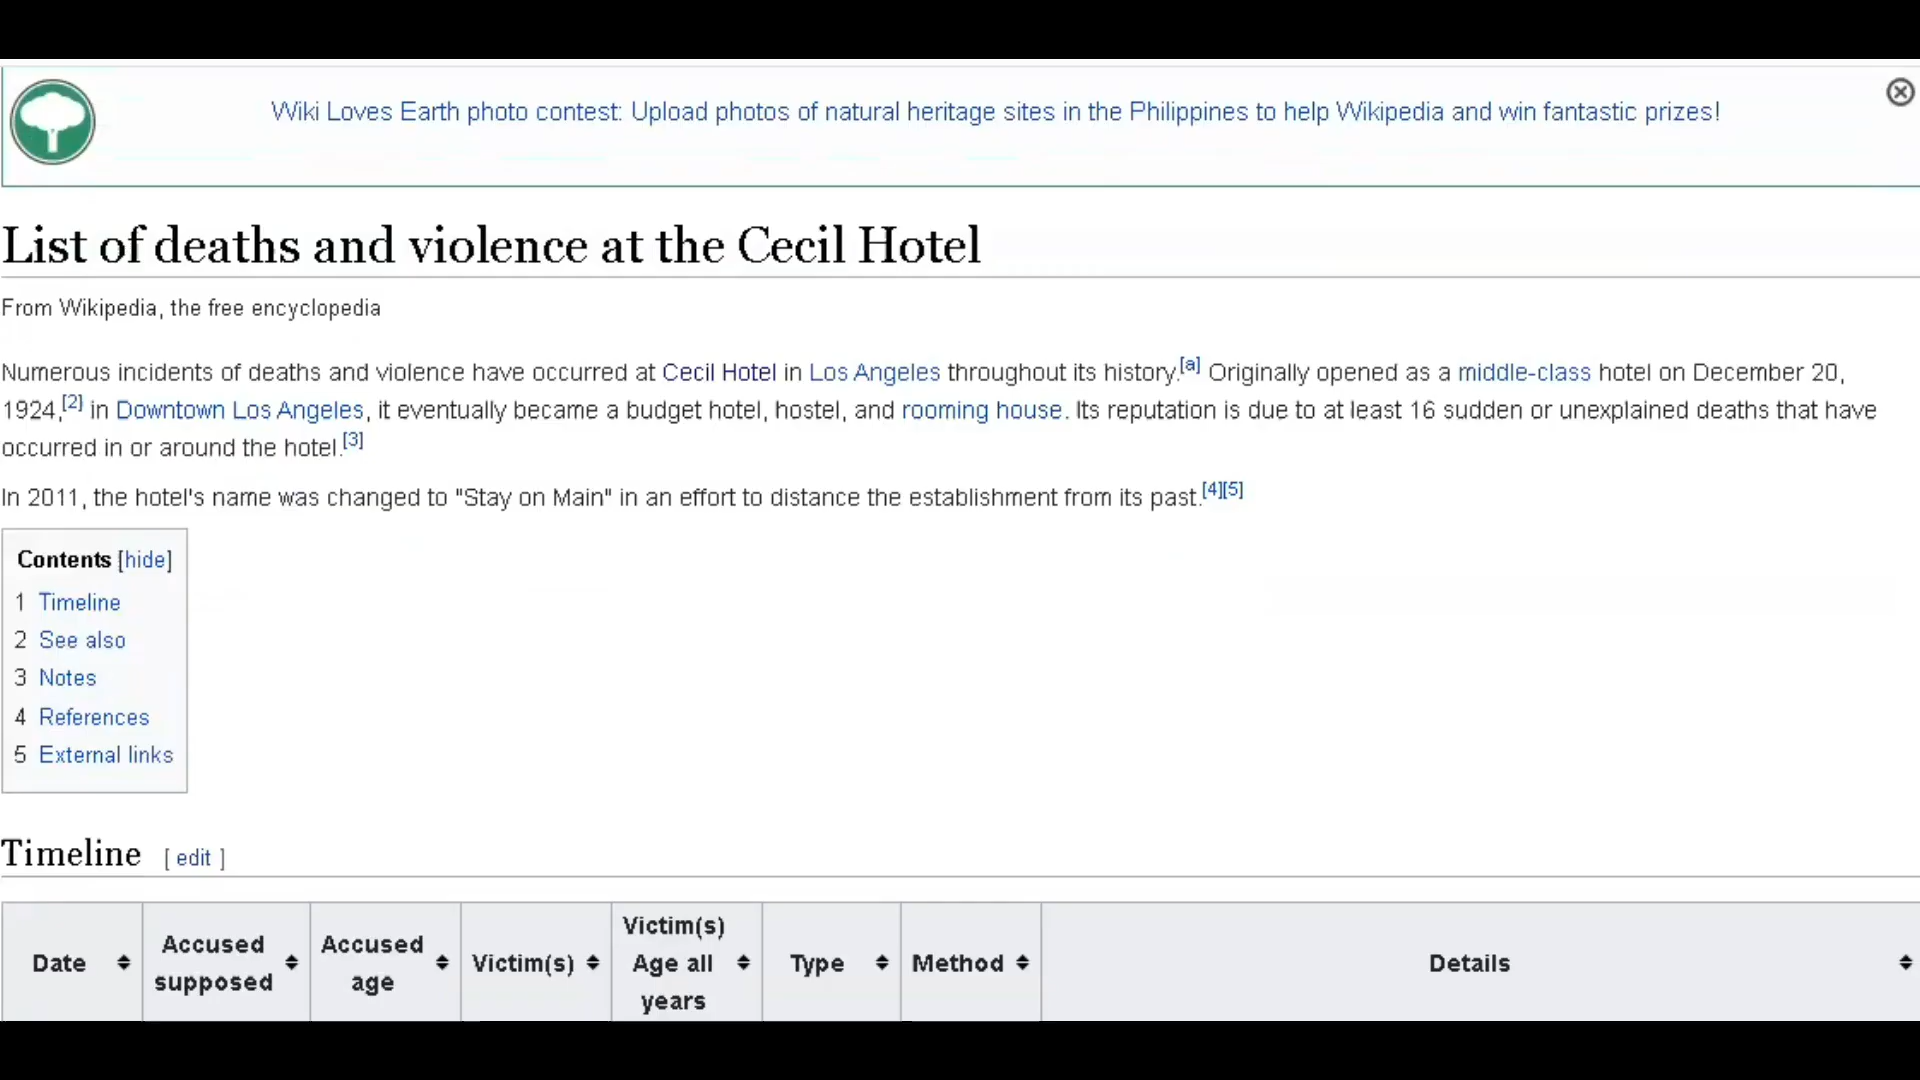 Wiki Loves Earth photo contest: Upload photos of natural heritage sites in the Philippines to help Wikipedia and win fantastic prizes!
List of deaths and violence at the Cecil Hotel
From Wikipedia, the free encyclopedia
Numerous incidents of deaths and violence have occurred at Cecil Hotel in Los Angeles throughout its history.[a] Originally opened as a middle-class hotel on December 20,
1924,[2] in Downtown Los Angeles, it eventually became a budget hotel, hostel, and rooming house. Its reputation is due to at least 16 sudden or unexplained deaths that have
occurred in or around the hotel.[3]
In 2011, the hotel's name was changed to "Stay on Main" in an effort to distance the establishment from its past.[4][5]
Contents [hide]
1 Timeline
2 See also
3 Notes
4 References
5 External links
Timeline [ edit ]
Date
Accused
supposed
Accused
age
Victim(s)
Victim(s)
Age all
years
Type
Method
Details